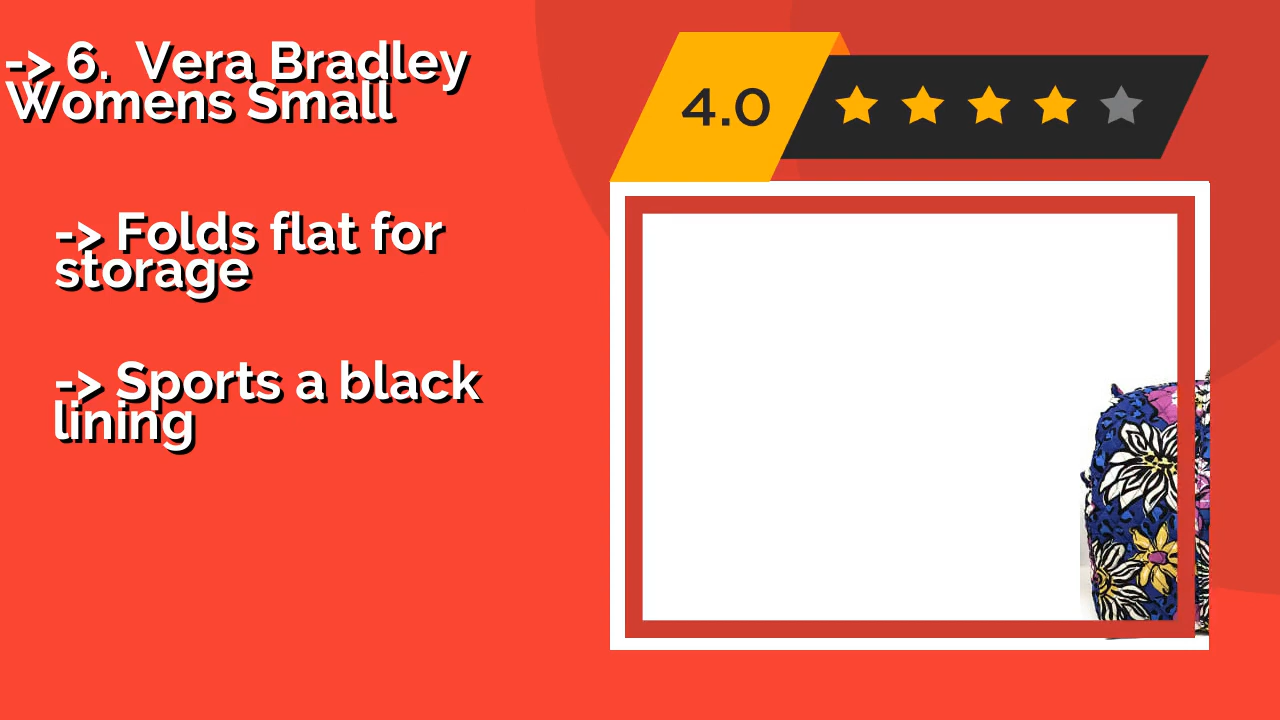 -> 6.  Vera Bradley
Womens Small
4.0
-> Folds flat for
storage
-> Sports a black
lining